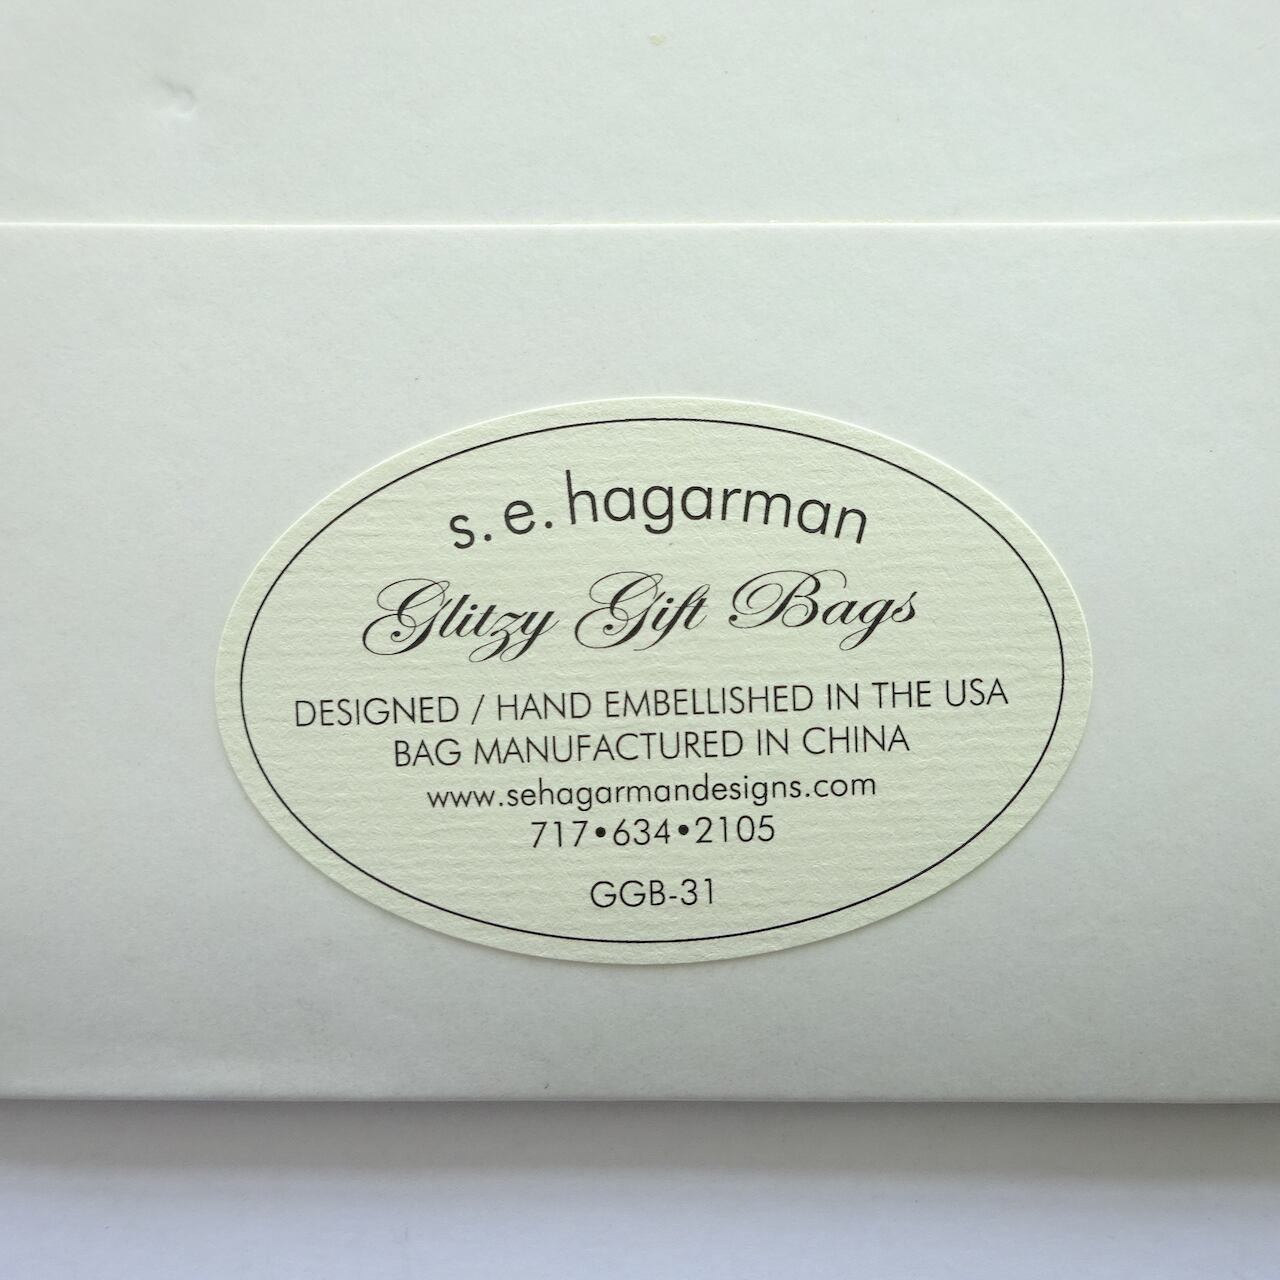 s.e.hagarman
Glitzy Gift Bags
DESIGNED / HAND EMBELLISHED IN THE USA
BAG MANUFACTURED IN CHINA
www.sehagarmandesigns.com
717•634•2105
GGB-31